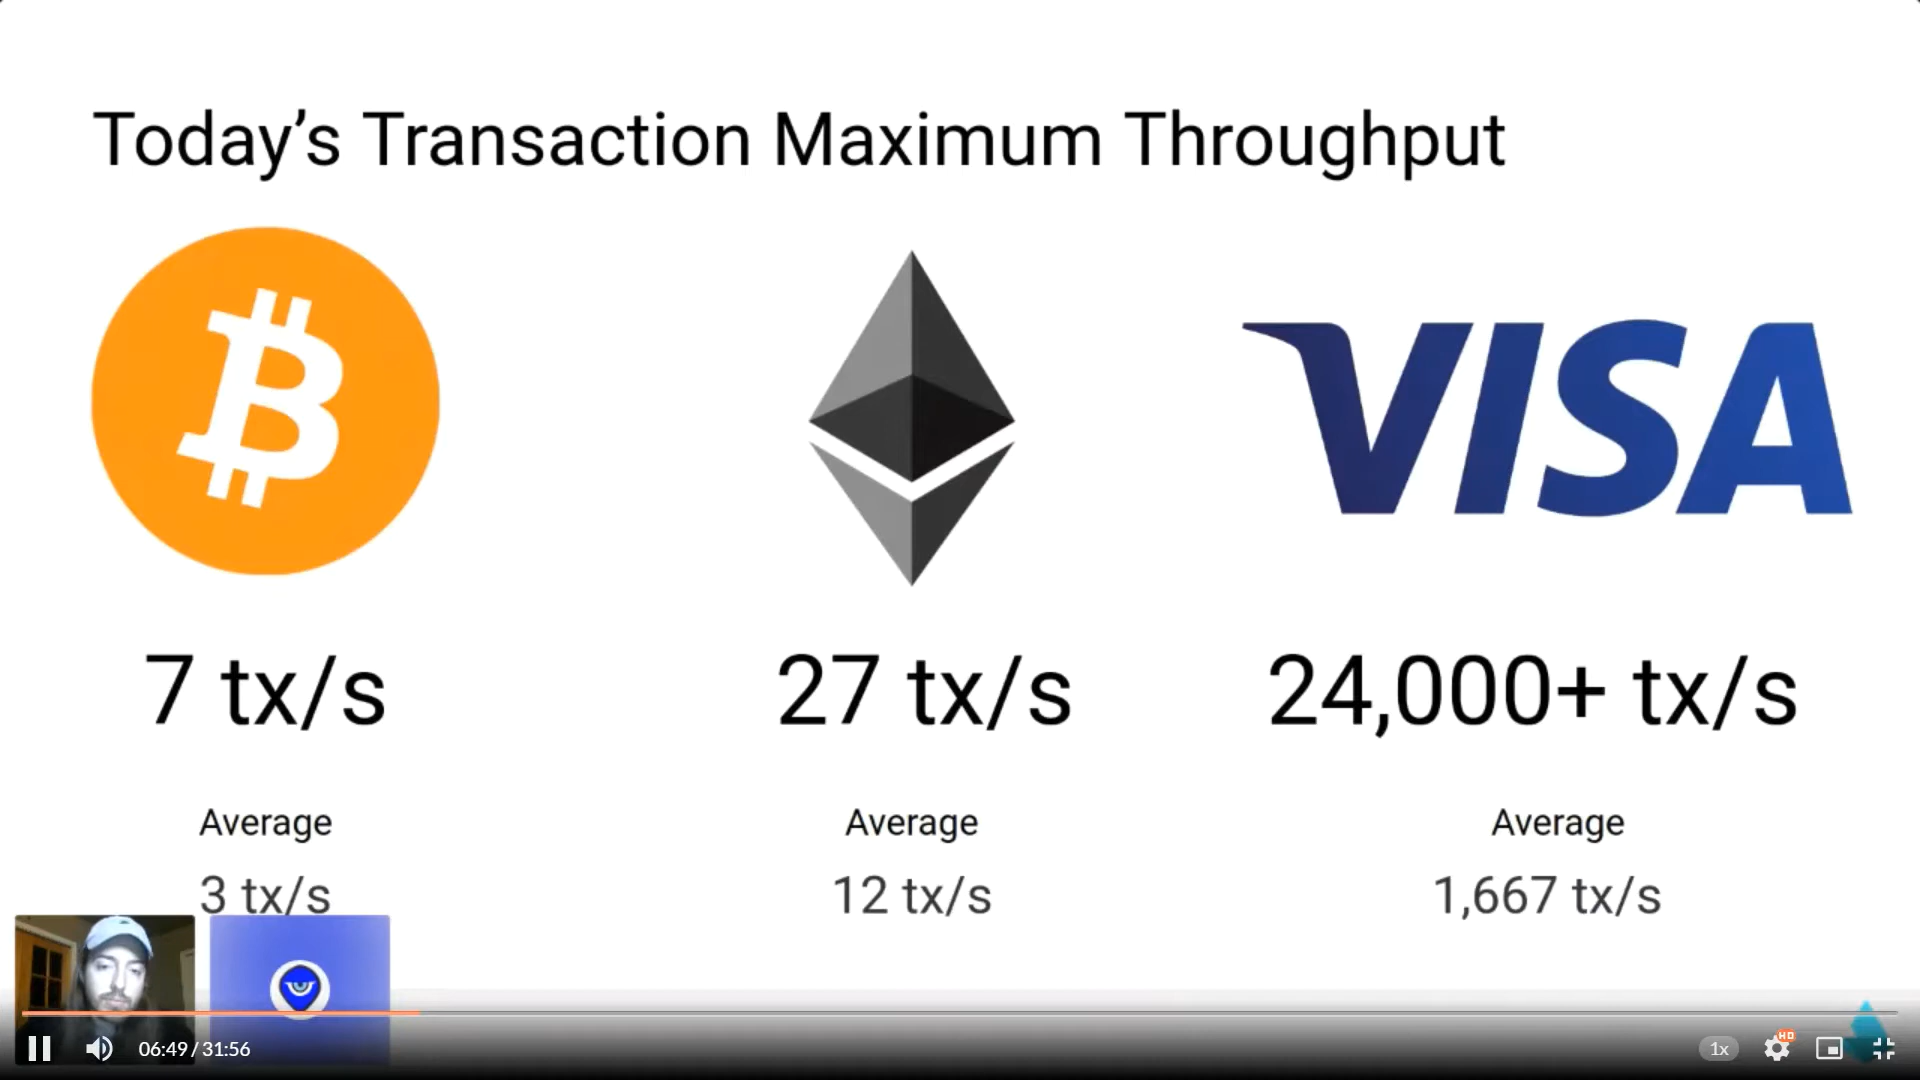 Today’s Transaction Maximum Throughput
VISA
7 tx/s
27 tx/s
24,000+ tx/s
Average
Average
Average
3 tx/s
12 tx/s
1,667 tx/s
06:49 / 31:56
1x
HD